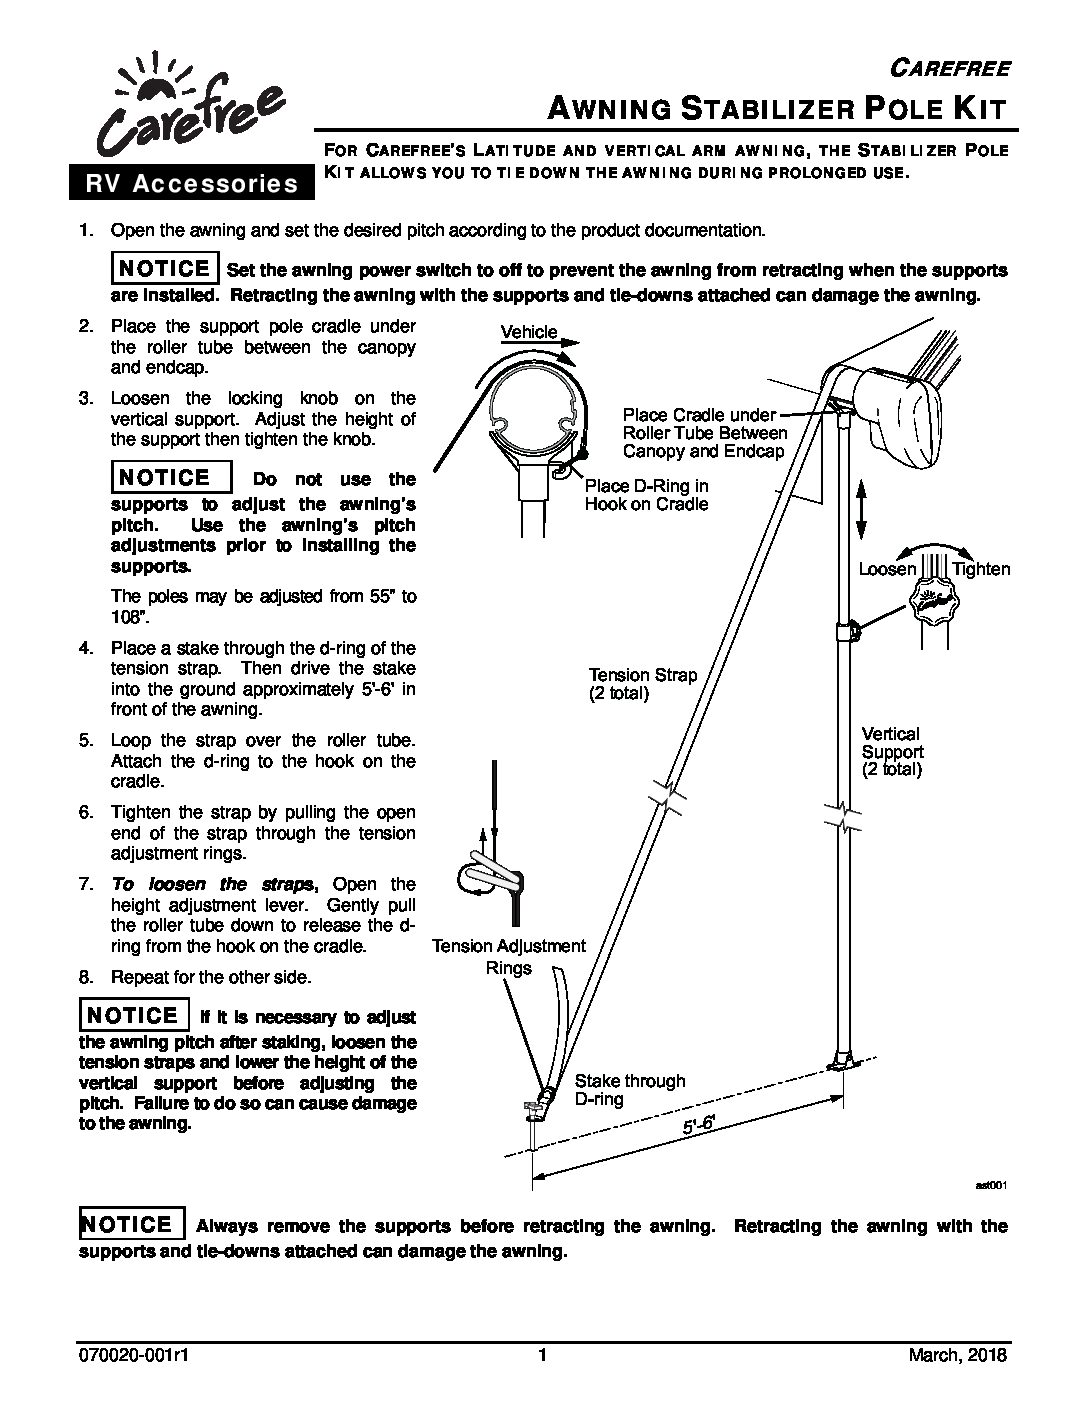 Carefree
RV Accessories
CAREFREE
AWNING STABILIZER POLE KIT
FOR CAREFREE'S LATITUDE AND VERTICAL ARM AWNING, THE STABILIZER POLE
KIT ALLOWS YOU TO TIE DOWN THE AWNING DURING PROLONGED USE.
1. Open the awning and set the desired pitch according to the product documentation.
NOTICE Set the awning power switch to off to prevent the awning from retracting when the supports
are installed. Retracting the awning with the supports and tie-downs attached can damage the awning.
2. Place the support pole cradle under
the roller tube between the canopy
and endcap.
3. Loosen the locking knob on the
vertical support. Adjust the height of
the support then tighten the knob.
NOTICE Do not use the
supports to adjust the awning's
pitch. Use the awning's pitch
adjustments prior to installing the
supports.
The poles may be adjusted from 55" to
108".
4. Place a stake through the d-ring of the
tension strap. Then drive the stake
into the ground approximately 5'-6' in
front of the awning.
5. Loop the strap over the roller tube.
Attach the d-ring to the hook on the
cradle.
6. Tighten the strap by pulling the open
end of the strap through the tension
adjustment rings.
7. To loosen the straps, Open the
height adjustment lever. Gently pull
the roller tube down to release the d-
ring from the hook on the cradle.
8. Repeat for the other side.
NOTICE If it is necessary to adjust
the awning pitch after staking, loosen the
tension straps and lower the height of the
vertical support before adjusting the
pitch. Failure to do so can cause damage
to the awning.
Vehicle
Place Cradle under
Roller Tube Between
Canopy and Endcap
Place D-Ring in
Hook on Cradle
Loosen
Tighten
Carefree
Tension Strap
(2 total)
Vertical
Support
(2 total)
Tension Adjustment
Rings
Stake through
D-ring
5'-6'
ast001
NOTICE Always remove the supports before retracting the awning. Retracting the awning with the
supports and tie-downs attached can damage the awning.
070020-001r1
1
March, 2018